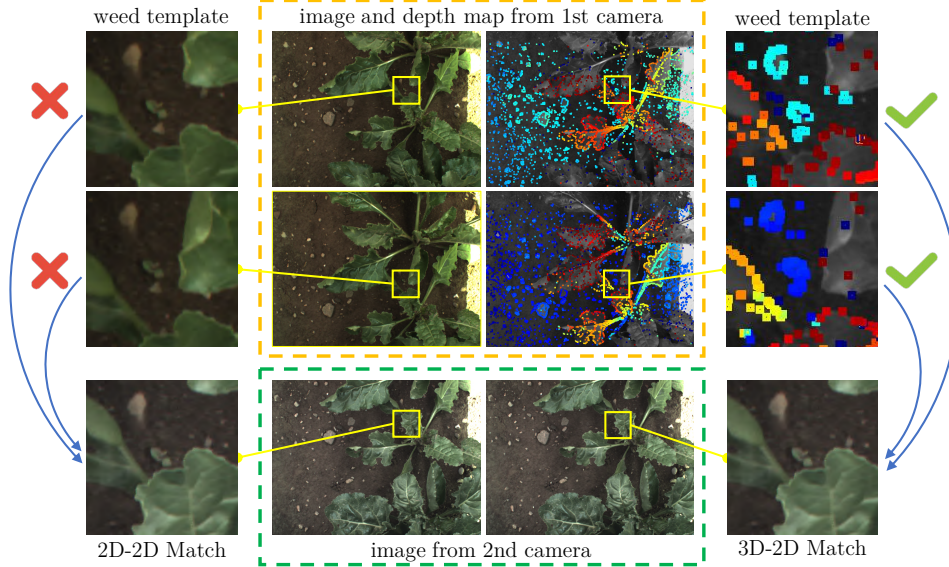 weed template
image and depth map from 1st camera
weed template
2D-2D Match
image from 2nd camera
3D-2D Match